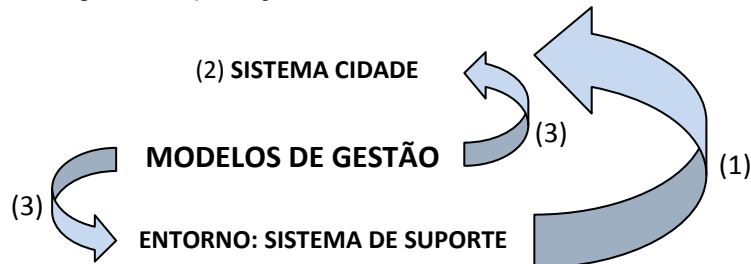 (2) SISTEMA CIDADE
(3)
MODELOS DE GESTÃO
(1)
(3)
ENTORNO: SISTEMA DE SUPORTE